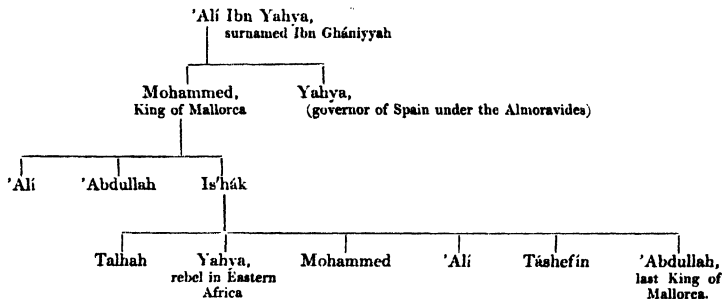 'Alí Ibn Yahya,
surnamed Ibn Ghániyyah
Mohammed, Yahya,
King of Mallorca (governor of Spain under the Almoravides)
'Alí 'Abdullah Is'hák
Talhah Yahya, Mohammed 'Alí Táshefín 'Abdullah,
rebel in Eastern last King of
Africa Mallorca.